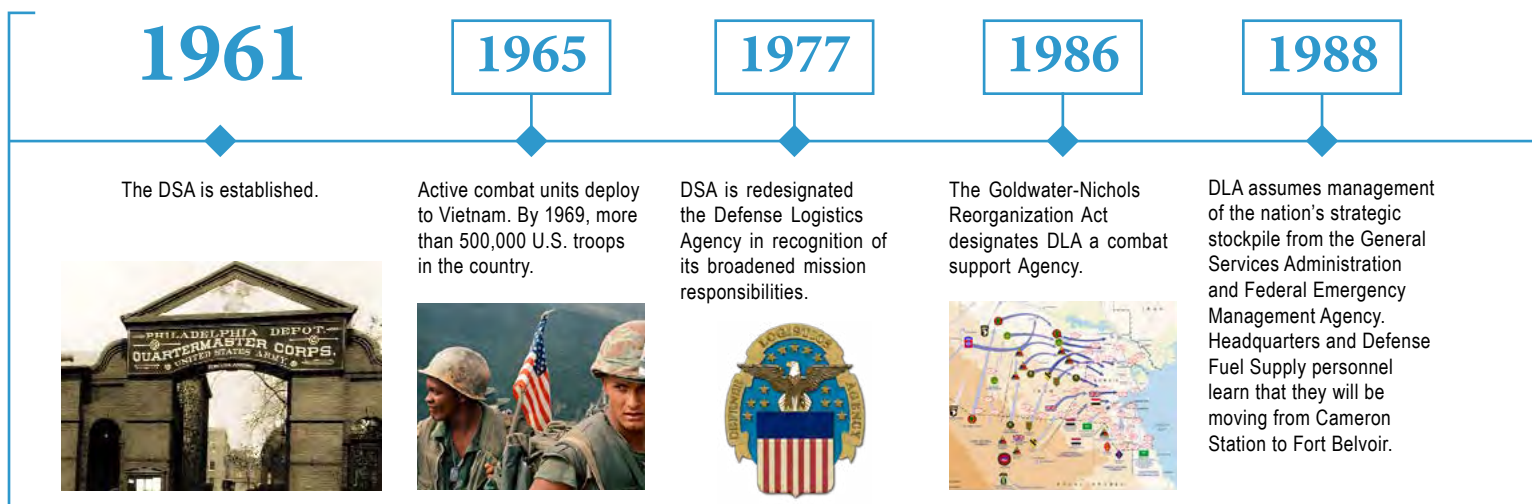 1961
1965
1977
1986
1988
The DSA is established.
Active combat units deploy
to Vietnam. By 1969, more
than 500,000 U.S. troops
in the country.
DSA is redesignated
the Defense Logistics
Agency in recognition of
its broadened mission
responsibilities.
The Goldwater-Nichols
Reorganization Act
designates DLA a combat
support Agency.
DLA assumes management
of the nation's strategic
stockpile from the General
Services Administration
and Federal Emergency
Management Agency.
Headquarters and Defense
Fuel Supply personnel
learn that they will be
moving from Cameron
Station to Fort Belvoir.
PHILADELPHIA DEPOT.
QUARTERMASTER CORPS.
UNITED STATES ARMY.
DEFENSE
LOGISTICS
AGENCY